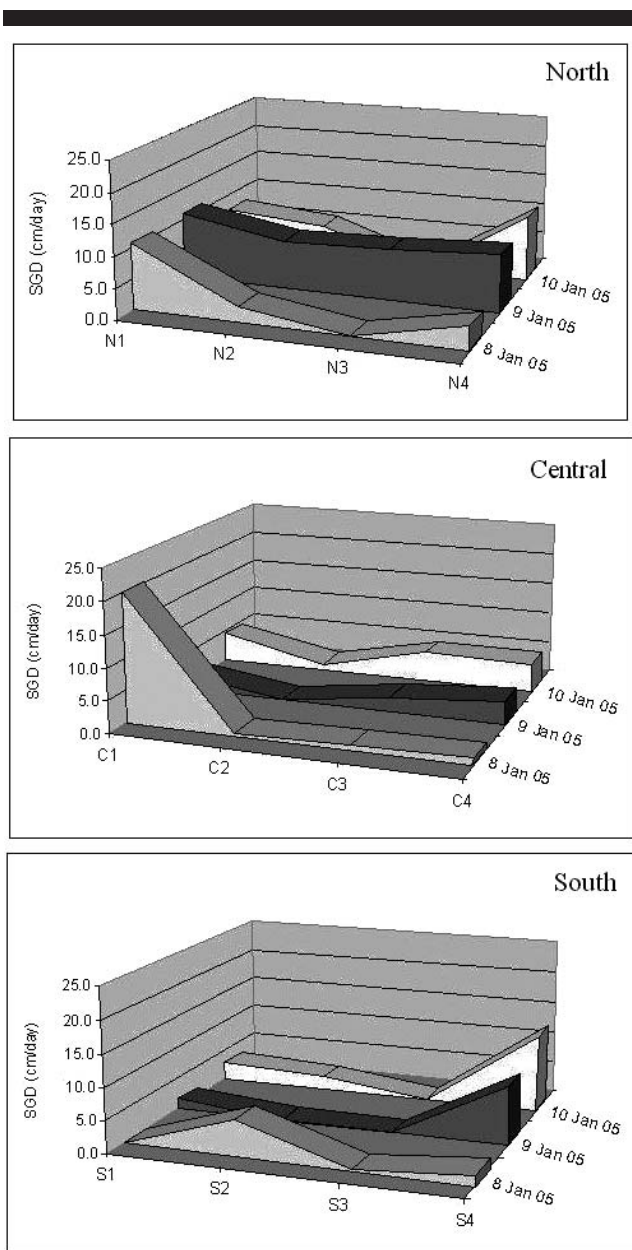 North
25.0
20.0
15.0
10.0
5.0
0.0
SGD (cm/day)
N1
N2
N3
N4
8 Jan 05
9 Jan 05
10 Jan 05
Central
25.0
20.0
15.0
10.0
5.0
0.0
SGD (cm/day)
C1
C2
C3
C4
8 Jan 05
9 Jan 05
10 Jan 05
South
25.0
20.0
15.0
10.0
5.0
0.0
SGD (cm/day)
S1
S2
S3
S4
8 Jan 05
9 Jan 05
10 Jan 05